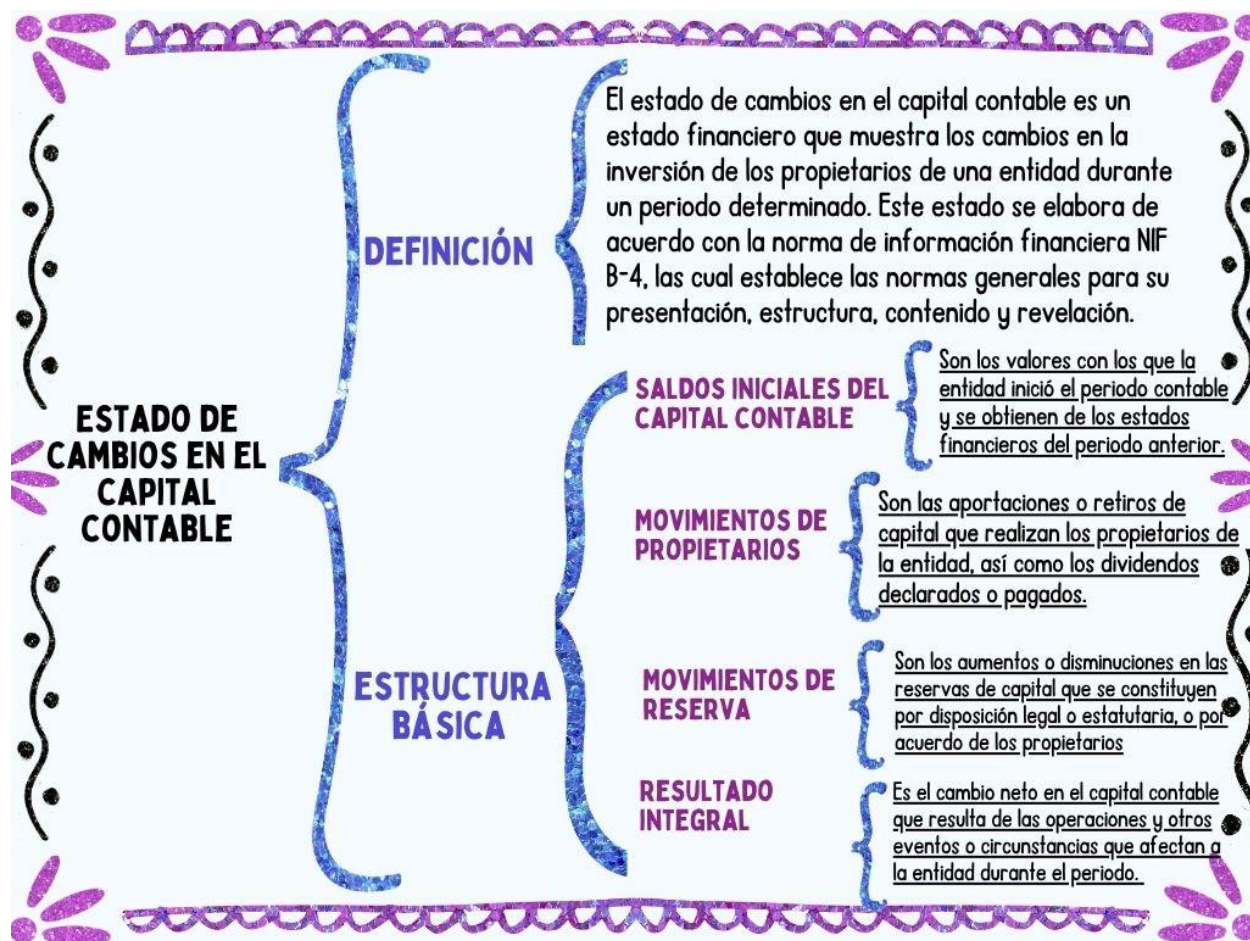 El estado de cambios en el capital contable es un
estado financiero que muestra los cambios en la
inversión de los propietarios de una entidad durante
un periodo determinado. Este estado se elabora de
acuerdo con la norma de información financiera NIF
B-4, las cual establece las normas generales para su
presentación, estructura, contenido y revelación.
DEFINICIÓN
ESTADO DE
CAMBIOS EN EL
CAPITAL
CONTABLE
SALDOS INICIALES DEL
CAPITAL CONTABLE
Son los valores con los que la
entidad inició el periodo contable
y se obtienen de los estados
financieros del periodo anterior.
MOVIMIENTOS DE
PROPIETARIOS
Son las aportaciones o retiros de
capital que realizan los propietarios de
la entidad, así como los dividendos
declarados o pagados.
ESTRUCTURA
BÁSICA
MOVIMIENTOS DE
RESERVA
Son los aumentos o disminuciones en las
reservas de capital que se constituyen
por disposición legal o estatutaria, o por
acuerdo de los propietarios
RESULTADO
INTEGRAL
Es el cambio neto en el capital contable
que resulta de las operaciones y otros
eventos o circunstancias que afectan a
la entidad durante el periodo.